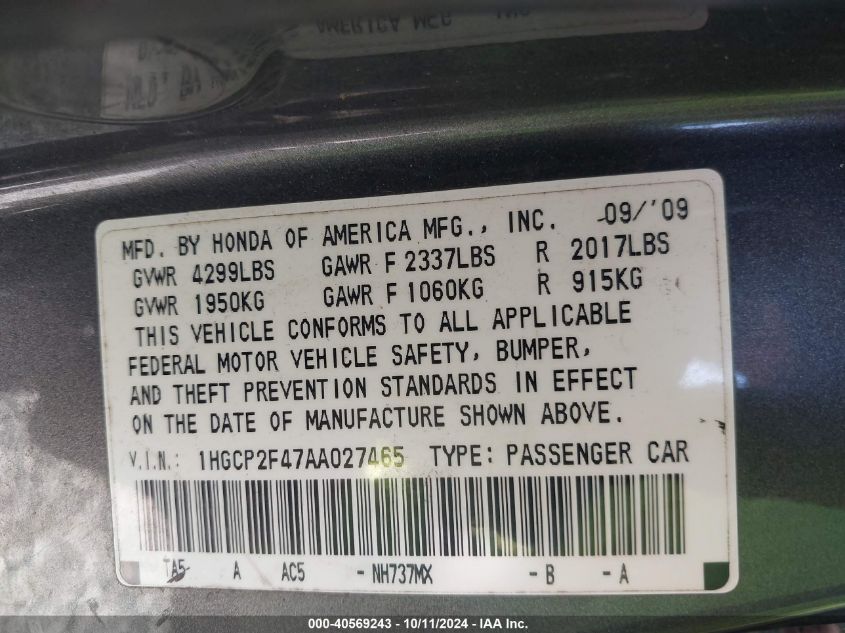 AMERICA MFG INC
MFD. BY HONDA OF AMERICA MFG., INC. 09/'09
GVWR 4299LBS GAWR F 2337LBS R 2017LBS
GVWR 1950KG GAWR F 1060KG R 915KG
THIS VEHICLE CONFORMS TO ALL APPLICABLE
FEDERAL MOTOR VEHICLE SAFETY, BUMPER,
AND THEFT PREVENTION STANDARDS IN EFFECT
ON THE DATE OF MANUFACTURE SHOWN ABOVE.
V.I.N.: 1HGCP2F47AA027465 TYPE: PASSENGER CAR
TA5 A AC5 - NH737MX - B - A
000-40569243 - 10/11/2024 - IAA Inc.